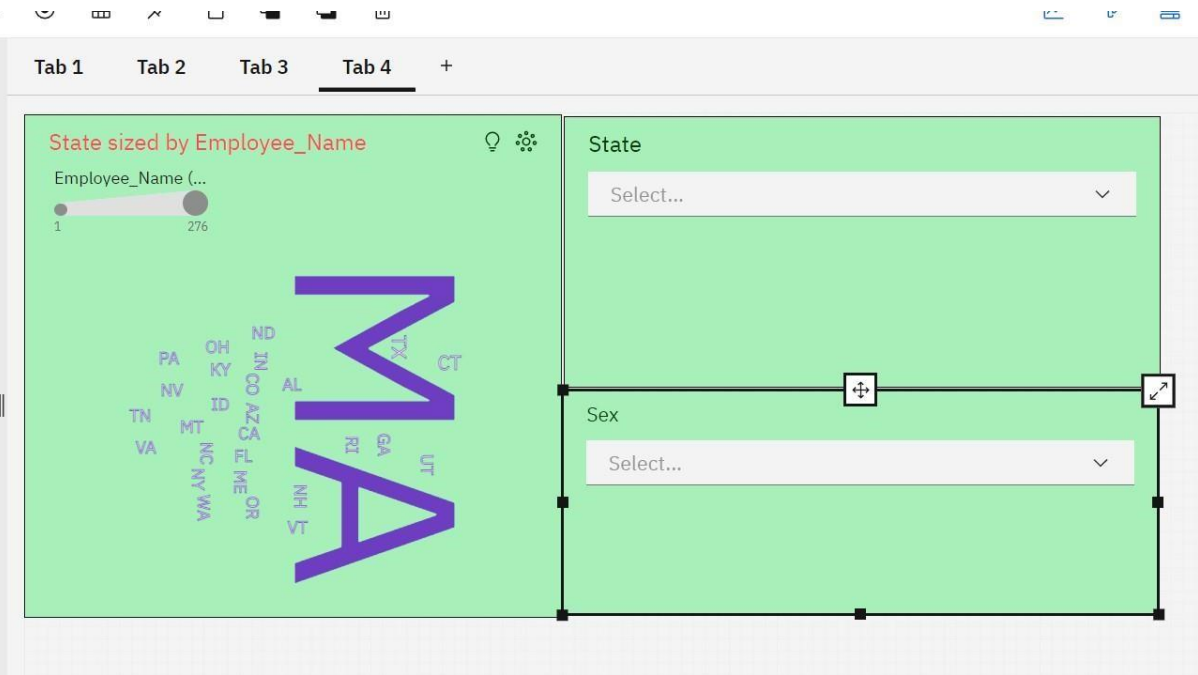 Tab 1
Tab 2
Tab 3
Tab 4
+
State sized by Employee_Name
Employee_Name (...
1
276
State
Select...
Sex
Select...
MA
TX
CT
ND
OH
IN
PA
KY
CO
AL
NV
ID
AZ
TN
MT
CA
VA
NC
FL
RI
GA
UT
NY
ME
NH
WA
OR
VT